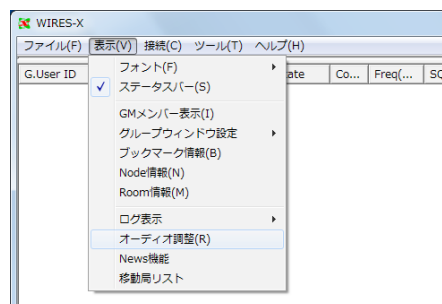 WIRES-X
ファイル(F) 表示(V) 接続(C) ツール(T) ヘルプ(H)
G.User ID Co... Freq(... SQ
フォント(F)
ステータスバー(S)
GMメンバー表示(I)
グループウィンドウ設定
ブックマーク情報(B)
Node情報(N)
Room情報(M)
ログ表示
オーディオ調整(R)
News機能
移動局リスト